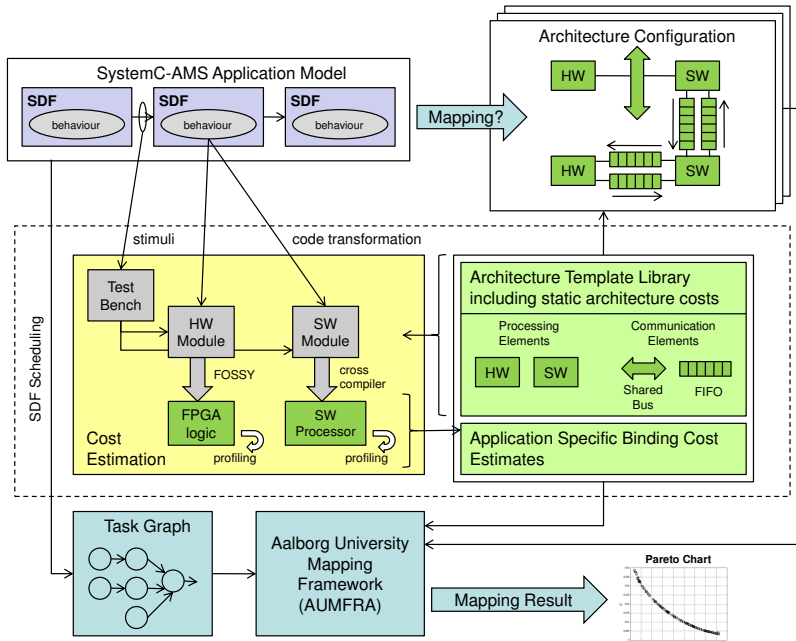 SystemC-AMS Application Model
SDF
behaviour
SDF
behaviour
SDF
behaviour
Mapping?
Architecture Configuration
HW
SW
HW
SW
stimuli
code transformation
SDF Scheduling
Test
Bench
HW
Module
SW
Module
FOSSY
cross
compiler
FPGA
logic
SW
Processor
profiling
profiling
Cost
Estimation
Architecture Template Library
including static architecture costs
Processing
Elements
Communication
Elements
HW
SW
Shared
Bus
FIFO
Application Specific Binding Cost
Estimates
Task Graph
Aalborg University
Mapping
Framework
(AUMFRA)
Mapping Result
Pareto Chart